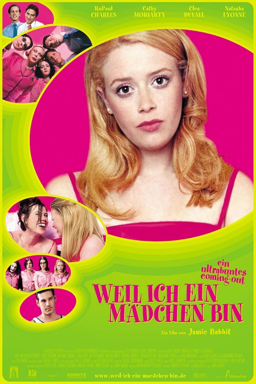 RuPaul CHARLES
Cathy MORIARTY
Clea DUVALL
Natasha LYONNE
ein
ultrabuntes
coming-out
WEIL ICH EIN
MÄDCHEN BIN
Ein Film von Jamie Babbit
www.weil-ich-ein-maedchen-bin.de